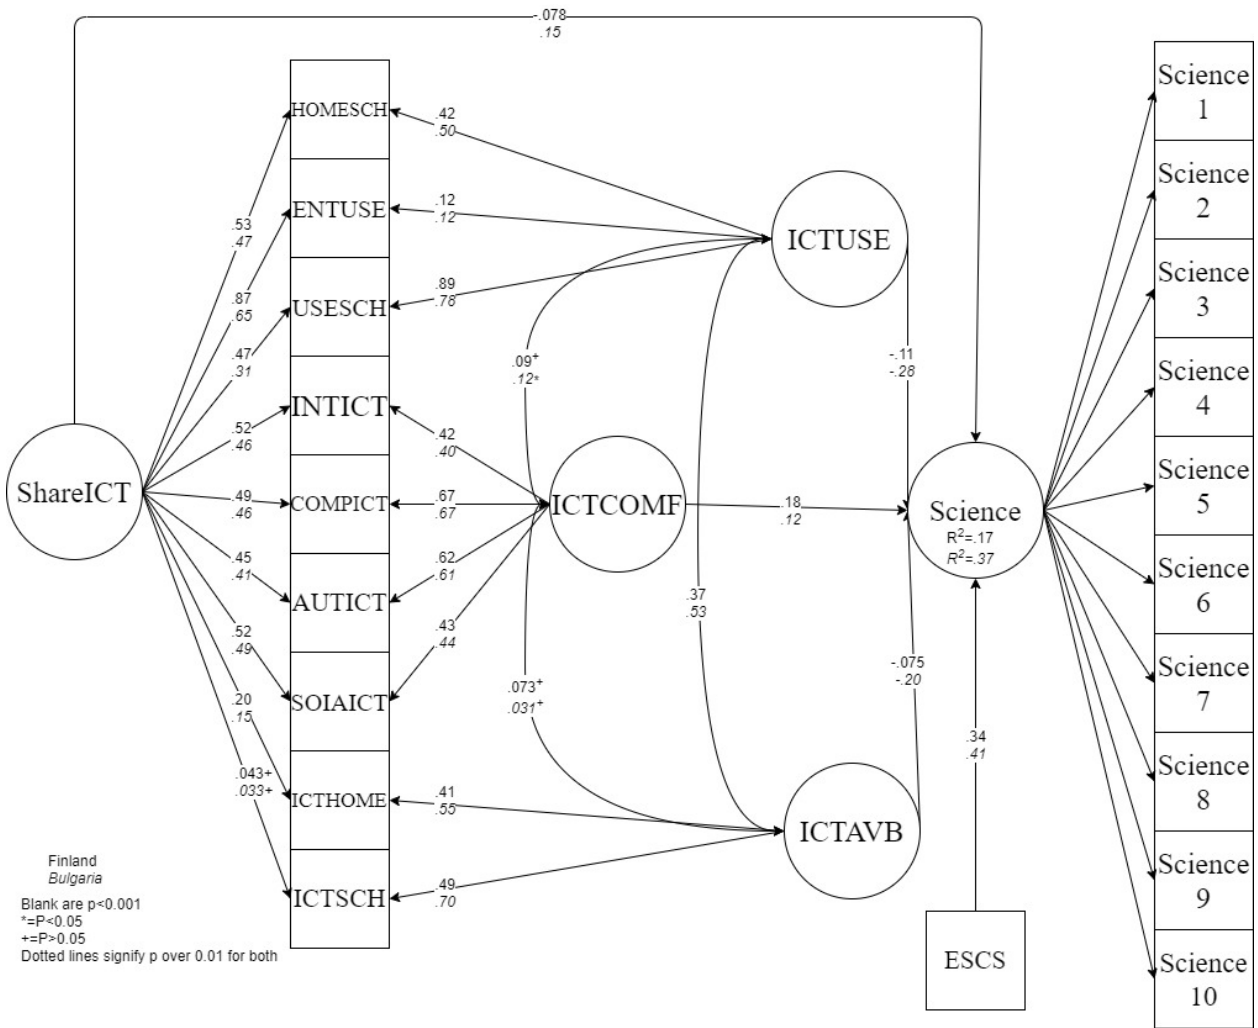 -.078
.15
HOMESCH
ENTUSE
USESCH
INTICT
COMPICT
AUTICT
SOIAICT
ICTHOME
ICTSCH
ShareICT
.53
.47
.87
.65
.47
.31
.52
.46
.49
.46
.45
.41
.52
.49
.20
.15
.043+
.033+
.42
.50
.12
.12
.89
.78
.42
.40
.67
.67
.62
.61
.43
.44
.41
.55
.49
.70
.09+
.12*
.073+
.031+
.37
.53
ICTUSE
ICTCOMF
ICTAVB
-.11
-.28
.18
.12
-.075
-.20
.34
.41
Science
R²=.17
R²=.37
ESCS
Science
1
Science
2
Science
3
Science
4
Science
5
Science
6
Science
7
Science
8
Science
9
Science
10
Finland
Bulgaria
Blank are p<0.001
*=P<0.05
+=P>0.05
Dotted lines signify p over 0.01 for both